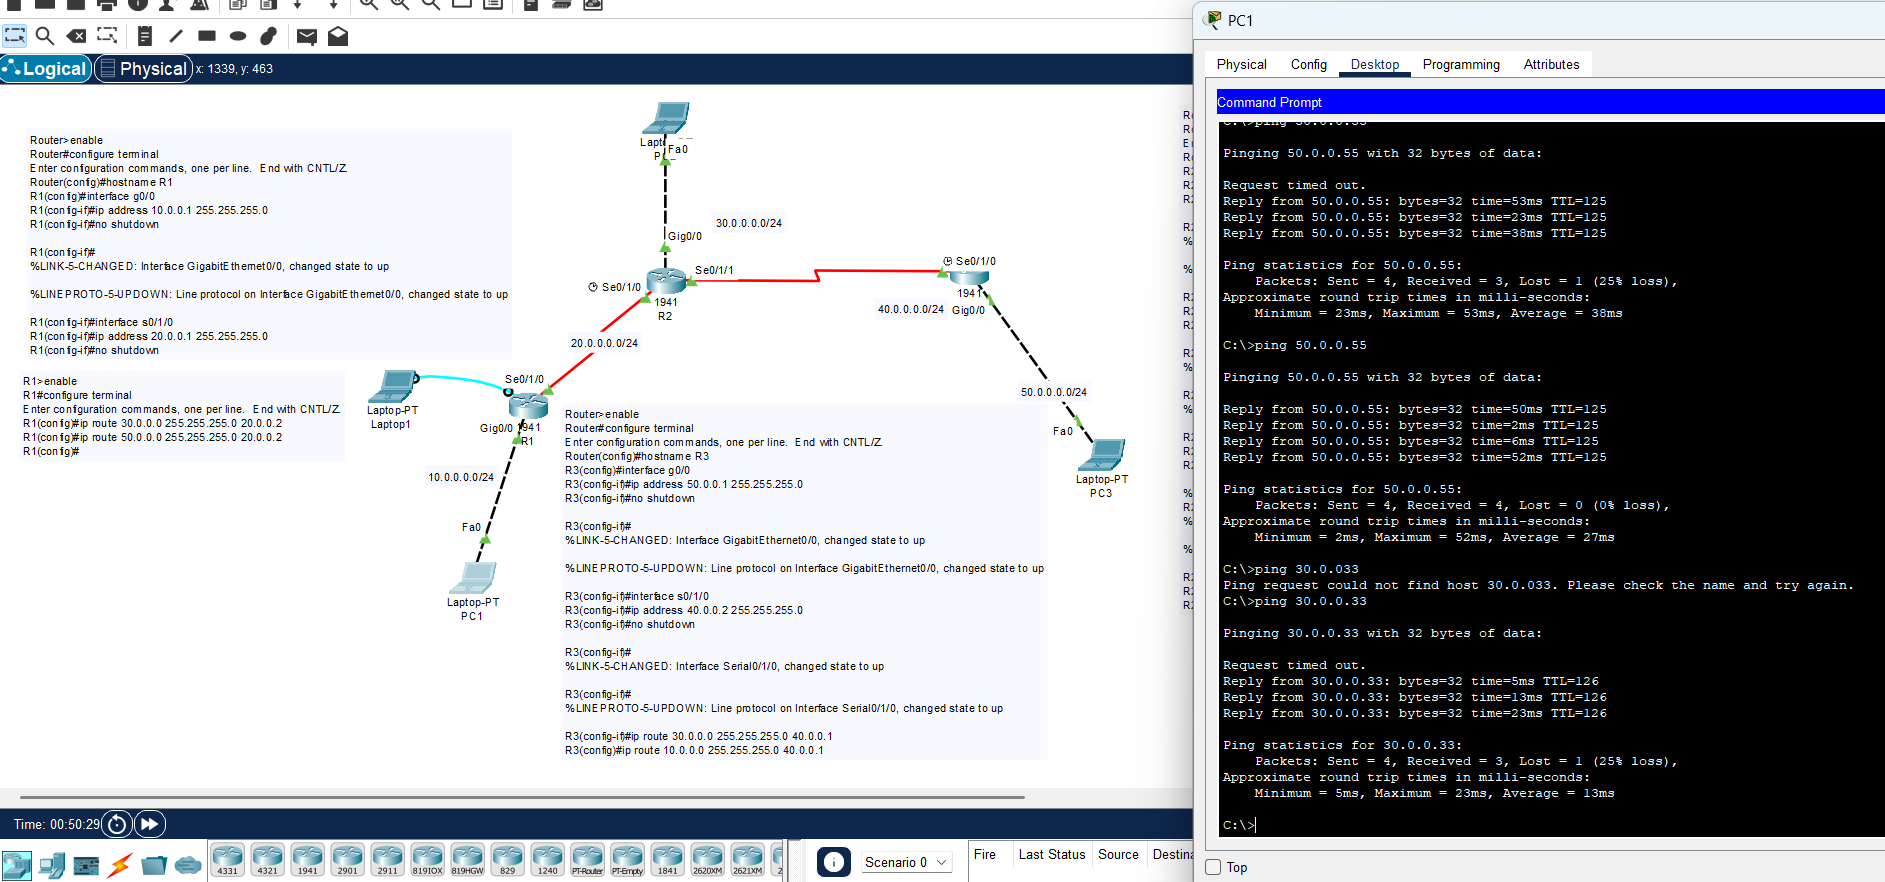 Logical
Physical
x: 1339, y: 463
Router>enable
Router#configure terminal
Enter configuration commands, one per line.  End with CNTL/Z.
Router(config)#hostname R1
R1(config)#interface g0/0
R1(config-if)#ip address 10.0.0.1 255.255.255.0
R1(config-if)#no shutdown
R1(config-if)#
%LINK-5-CHANGED: Interface GigabitEthernet0/0, changed state to up
%LINEPROTO-5-UPDOWN: Line protocol on Interface GigabitEthernet0/0, changed state to up
R1(config-if)#interface s0/1/0
R1(config-if)#ip address 20.0.0.1 255.255.255.0
R1(config-if)#no shutdown
R1>enable
R1#configure terminal
Enter configuration commands, one per line.  End with CNTL/Z.
R1(config)#ip route 30.0.0.0 255.255.255.0 20.0.0.2
R1(config)#ip route 50.0.0.0 255.255.255.0 20.0.0.2
R1(config)#
Fa0
30.0.0.0.0/24
Gig0/0
Se0/1/1
Se0/1/0
1941
R2
Se0/1/0
1941
40.0.0.0.0/24
Gig0/0
20.0.0.0.0/24
Se0/1/0
Laptop-PT
Laptop1
Gig0/0
1941
R1
10.0.0.0.0/24
Fa0
Laptop-PT
PC1
50.0.0.0.0/24
Fa0
Laptop-PT
PC3
Router>enable
Router#configure terminal
Enter configuration commands, one per line.  End with CNTL/Z.
Router(config)#hostname R3
R3(config)#interface g0/0
R3(config-if)#ip address 50.0.0.1 255.255.255.0
R3(config-if)#no shutdown
R3(config-if)#
%LINK-5-CHANGED: Interface GigabitEthernet0/0, changed state to up
%LINEPROTO-5-UPDOWN: Line protocol on Interface GigabitEthernet0/0, changed state to up
R3(config-if)#interface s0/1/0
R3(config-if)#ip address 40.0.0.2 255.255.255.0
R3(config-if)#no shutdown
R3(config-if)#
%LINK-5-CHANGED: Interface Serial0/1/0, changed state to up
R3(config-if)#
%LINEPROTO-5-UPDOWN: Line protocol on Interface Serial0/1/0, changed state to up
R3(config-if)#ip route 30.0.0.0 255.255.255.0 40.0.0.1
R3(config)#ip route 10.0.0.0 255.255.255.0 40.0.0.1
Time: 00:50:29
4331
4321
1941
2901
2911
819IOX
819HGW
829
1240
PT-Router
PT-Empty
1841
2620XM
2621XM
Scenario 0
Fire
Last Status
Source
PC1
Physical
Config
Desktop
Programming
Attributes
Command Prompt
Pinging 50.0.0.55 with 32 bytes of data:
Request timed out.
Reply from 50.0.0.55: bytes=32 time=53ms TTL=125
Reply from 50.0.0.55: bytes=32 time=23ms TTL=125
Reply from 50.0.0.55: bytes=32 time=38ms TTL=125
Ping statistics for 50.0.0.55:
Packets: Sent = 4, Received = 3, Lost = 1 (25% loss),
Approximate round trip times in milli-seconds:
Minimum = 23ms, Maximum = 53ms, Average = 38ms
C:\>ping 50.0.0.55
Pinging 50.0.0.55 with 32 bytes of data:
Reply from 50.0.0.55: bytes=32 time=50ms TTL=125
Reply from 50.0.0.55: bytes=32 time=2ms TTL=125
Reply from 50.0.0.55: bytes=32 time=6ms TTL=125
Reply from 50.0.0.55: bytes=32 time=52ms TTL=125
Ping statistics for 50.0.0.55:
Packets: Sent = 4, Received = 4, Lost = 0 (0% loss),
Approximate round trip times in milli-seconds:
Minimum = 2ms, Maximum = 52ms, Average = 27ms
C:\>ping 30.0.033
Ping request could not find host 30.0.033. Please check the name and try again.
C:\>ping 30.0.0.33
Pinging 30.0.0.33 with 32 bytes of data:
Request timed out.
Reply from 30.0.0.33: bytes=32 time=5ms TTL=126
Reply from 30.0.0.33: bytes=32 time=13ms TTL=126
Reply from 30.0.0.33: bytes=32 time=23ms TTL=126
Ping statistics for 30.0.0.33:
Packets: Sent = 4, Received = 3, Lost = 1 (25% loss),
Approximate round trip times in milli-seconds:
Minimum = 5ms, Maximum = 23ms, Average = 13ms
C:\>
Top